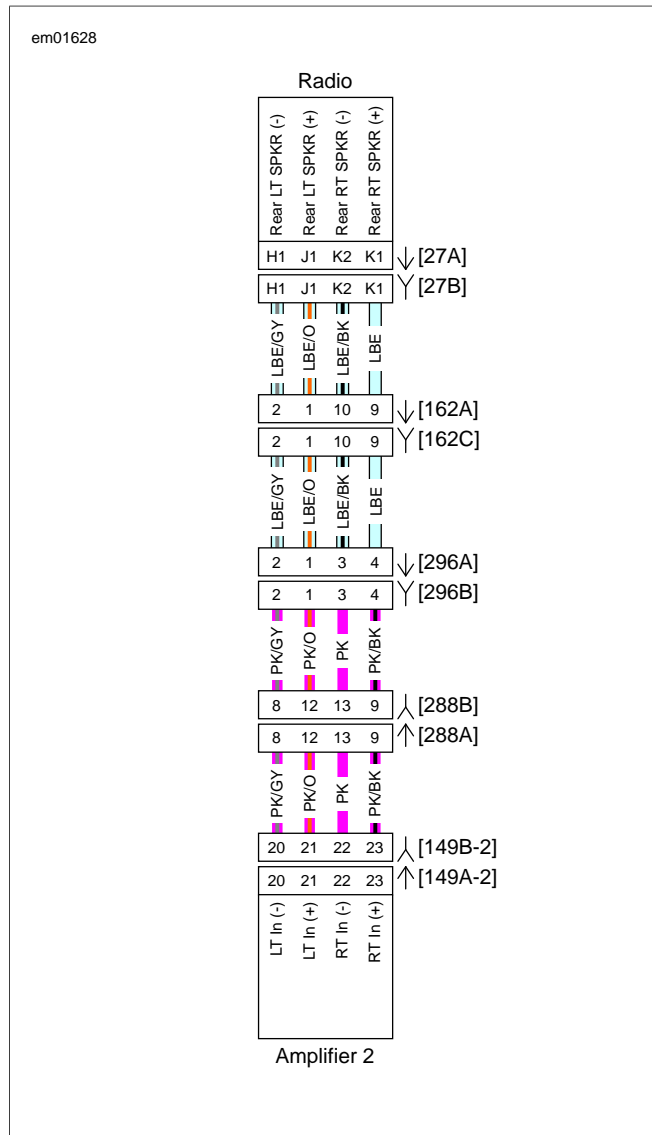 em01628
Radio
Rear LT SPKR (-)
Rear LT SPKR (+)
Rear RT SPKR (-)
Rear RT SPKR (+)
H1 J1 K2 K1 [27A]
H1 J1 K2 K1 [27B]
LBE/GY
LBE/O
LBE/BK
LBE
2 1 10 9 [162A]
2 1 10 9 [162C]
LBE/GY
LBE/O
LBE/BK
LBE
2 1 3 4 [296A]
2 1 3 4 [296B]
PK/GY
PK/O
PK
PK/BK
8 12 13 9 [288B]
8 12 13 9 [288A]
PK/GY
PK/O
PK
PK/BK
20 21 22 23 [149B-2]
20 21 22 23 [149A-2]
LT In (-)
LT In (+)
RT In (-)
RT In (+)
Amplifier 2